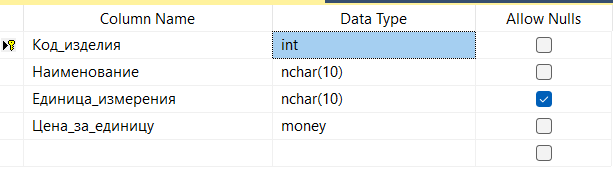 Column Name Data Type Allow Nulls
Код_изделия int
Наименование nchar(10)
Единица_измерения nchar(10)
Цена_за_единицу money